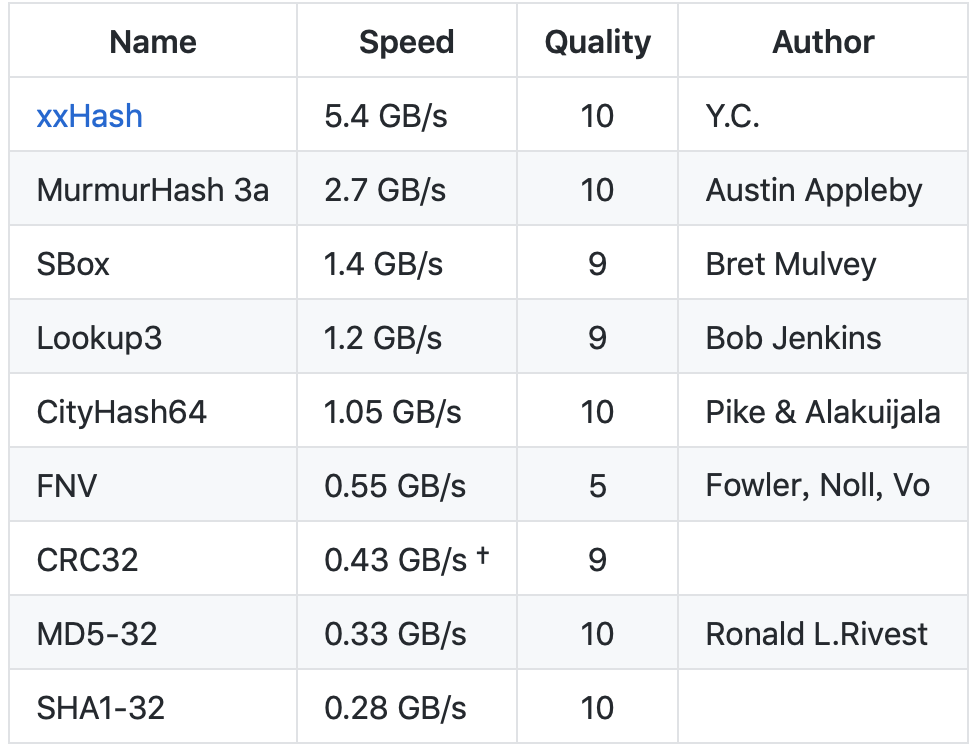 Name Speed Quality Author
xxHash 5.4 GB/s 10 Y.C.
MurmurHash 3a 2.7 GB/s 10 Austin Appleby
SBox 1.4 GB/s 9 Bret Mulvey
Lookup3 1.2 GB/s 9 Bob Jenkins
CityHash64 1.05 GB/s 10 Pike & Alakuijala
FNV 0.55 GB/s 5 Fowler, Noll, Vo
CRC32 0.43 GB/s † 9
MD5-32 0.33 GB/s 10 Ronald L.Rivest
SHA1-32 0.28 GB/s 10